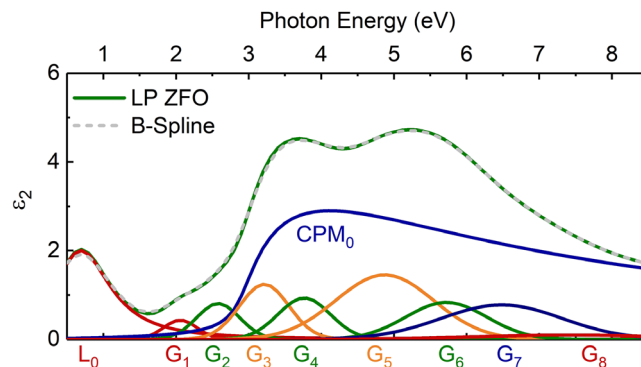 Photon Energy (eV)
1 2 3 4 5 6 7 8
6
LP ZFO
B-Spline
4
ε₂
CPM₀
2
0
L₀ G₁ G₂ G₃ G₄ G₅ G₆ G₇ G₈